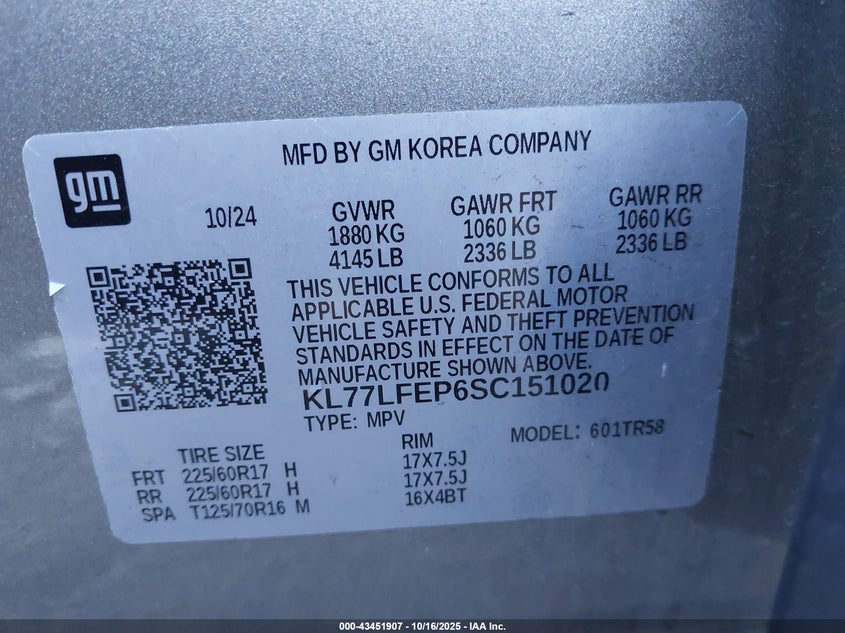 MFD BY GM KOREA COMPANY
gm
10/24
GVWR GAWR FRT GAWR RR
1880 KG 1060 KG 1060 KG
4145 LB 2336 LB 2336 LB
THIS VEHICLE CONFORMS TO ALL
APPLICABLE U.S. FEDERAL MOTOR
VEHICLE SAFETY AND THEFT PREVENTION
STANDARDS IN EFFECT ON THE DATE OF
MANUFACTURE SHOWN ABOVE.
KL77LFEP6SC151020
TYPE: MPV MODEL: 601TR58
TIRE SIZE RIM
FRT 225/60R17 H 17X7.5J
RR 225/60R17 H 17X7.5J
SPA T125/70R16 M 16X4BT
000-43451907 - 10/16/2025 - IAA Inc.